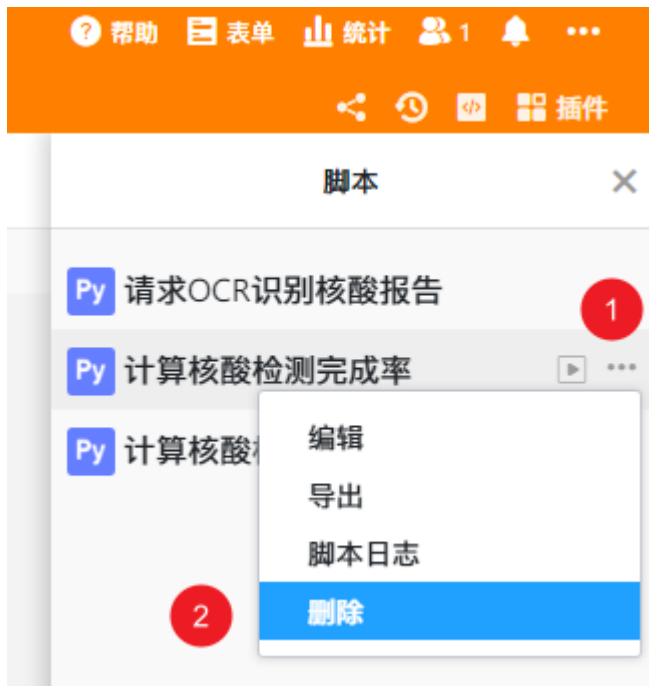 帮助 表单 统计 1
插件
脚本
Py 请求OCR识别核酸报告
1
Py 计算核酸检测完成率
Py 计算核酸
编辑
导出
脚本日志
2 删除